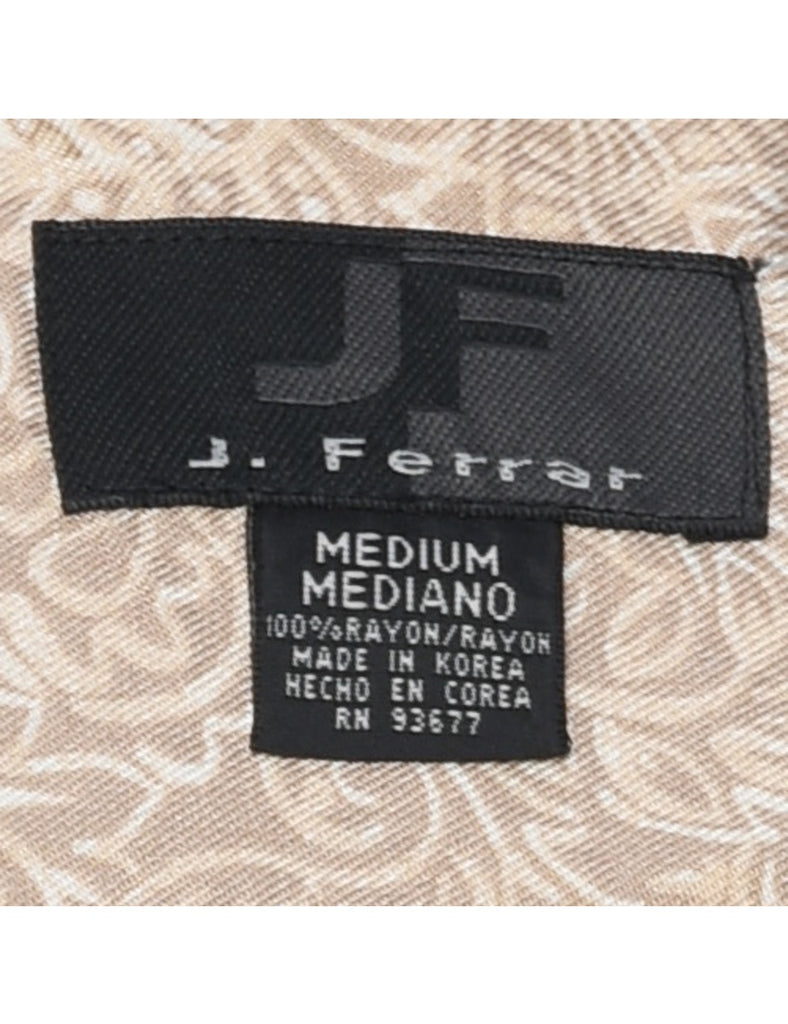 JF
J. Ferrar
MEDIUM
MEDIANO
100%RAYON/RAYON
MADE IN KOREA
HECHO EN COREA
RN 93677